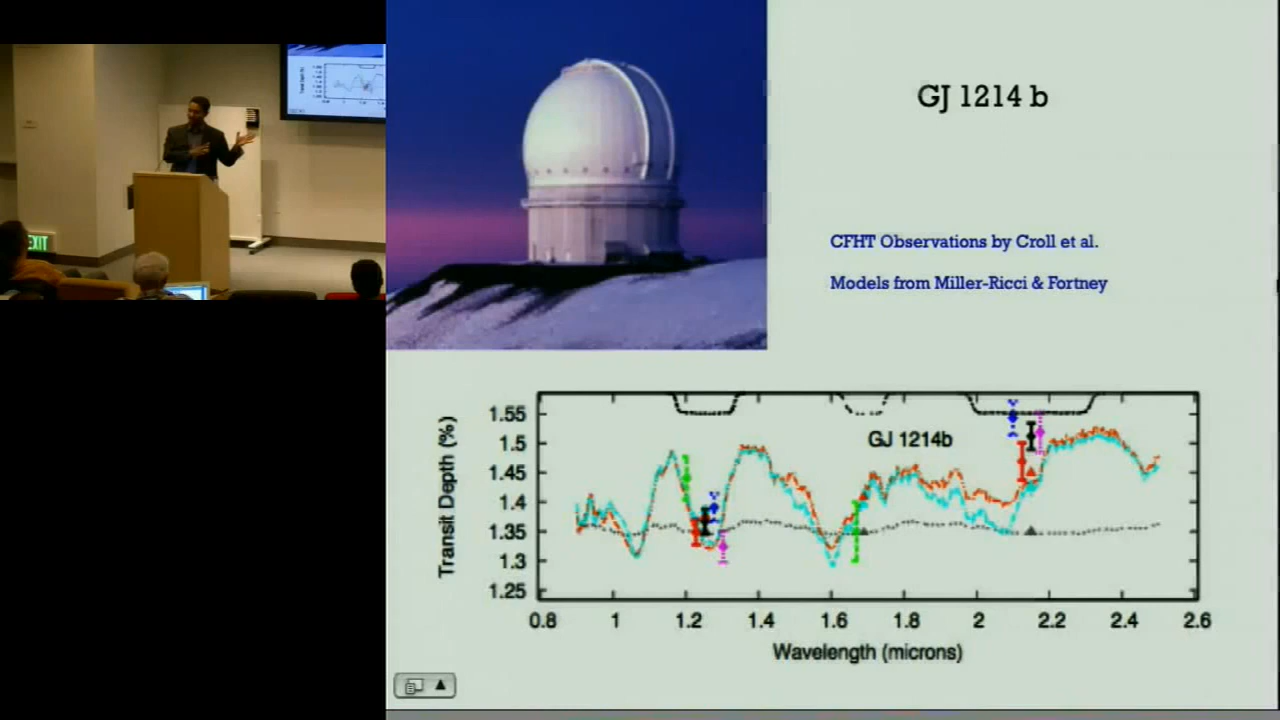 EXIT
GJ 1214 b
CFHT Observations by Croll et al.
Models from Miller-Ricci & Fortney
GJ 1214b
Transit Depth (%)
1.55
1.5
1.45
1.4
1.35
1.3
1.25
0.8 1 1.2 1.4 1.6 1.8 2 2.2 2.4 2.6
Wavelength (microns)